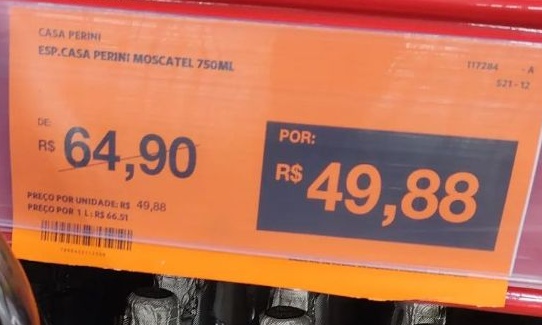 CASA PERINI
ESP.CASA PERINI MOSCATEL 750ML
117284 - A
521-12
DE:
R$ 64,90
POR:
R$ 49,88
PREÇO POR UNIDADE: R$ 49,88
PREÇO POR 1 L: R$ 66.51